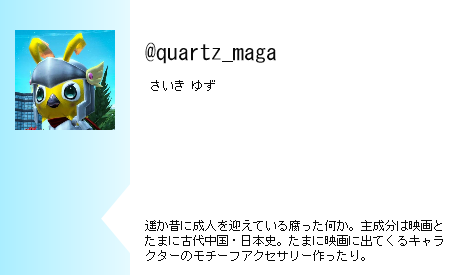 @quartz_maga
さいき ゆず
遥か昔に成人を迎えている腐った何か。主成分は映画と
たまに古代中国・日本史。たまに映画に出てくるキャラ
クターのモチーフアクセサリー作ったり。